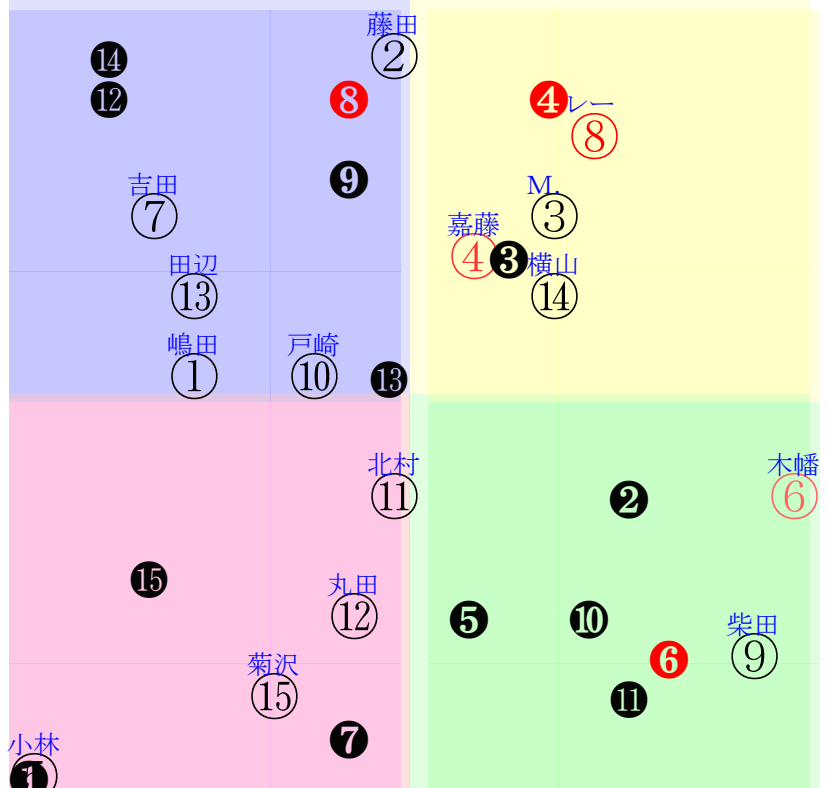 藤田
②
⓮
⓬
❽
❹
レー
⑧
❾
吉田
⑦
M.
③
嘉藤
④
❸
横山
⑭
田辺
⑬
嶋田
①
戸崎
⑩
⓭
北村
⑪
❷
木幡
⑥
⓯
丸田
⑫
❺
❿
柴田
⑨
❻
菊沢
⑮
⓫
❼
小林
❶